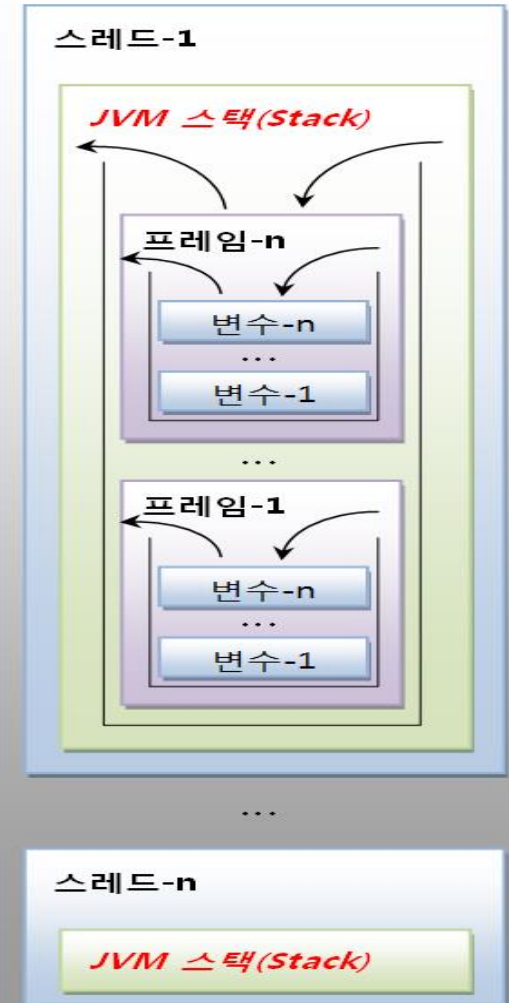 스레드-1
JVM 스택(Stack)
프레임-n
변수-n
...
변수-1
...
프레임-1
변수-n
...
변수-1
...
스레드-n
JVM 스택(Stack)